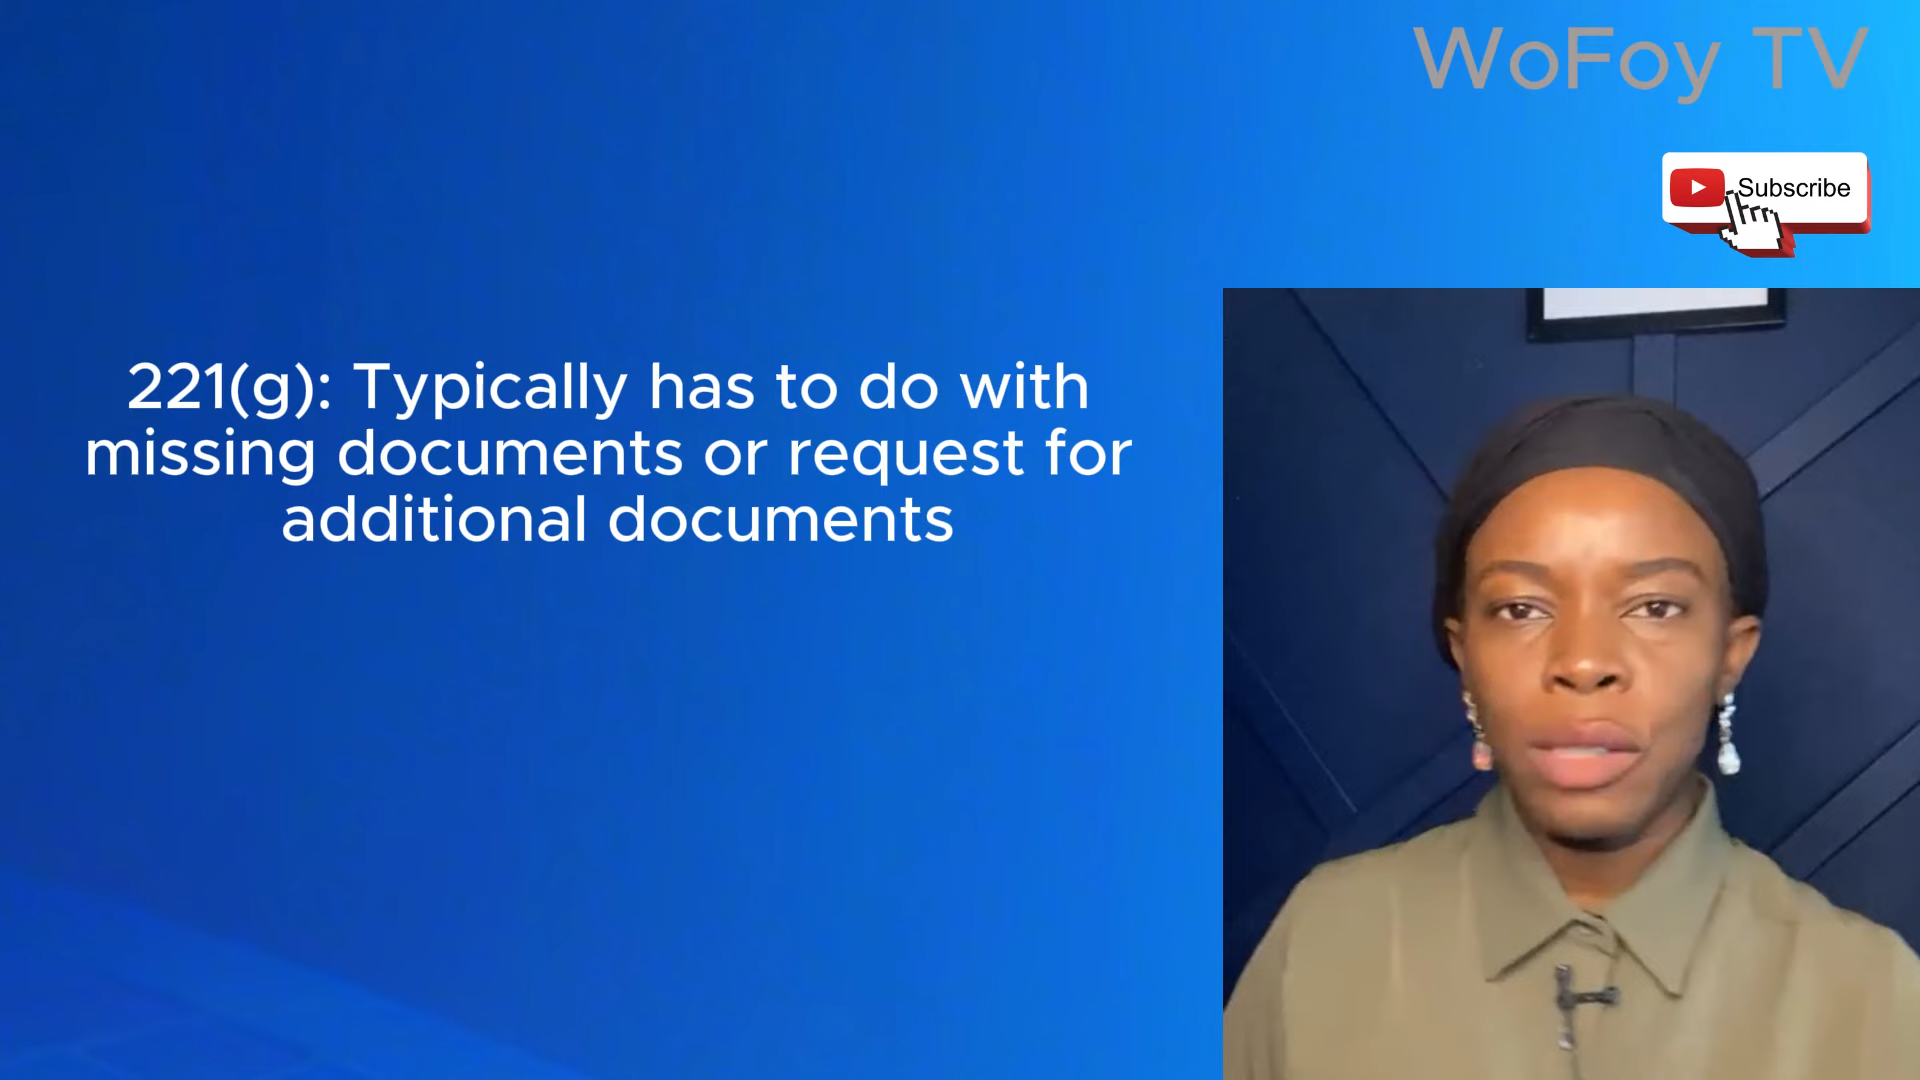 WoFoy TV
Subscribe
221(g): Typically has to do with
missing documents or request for
additional documents